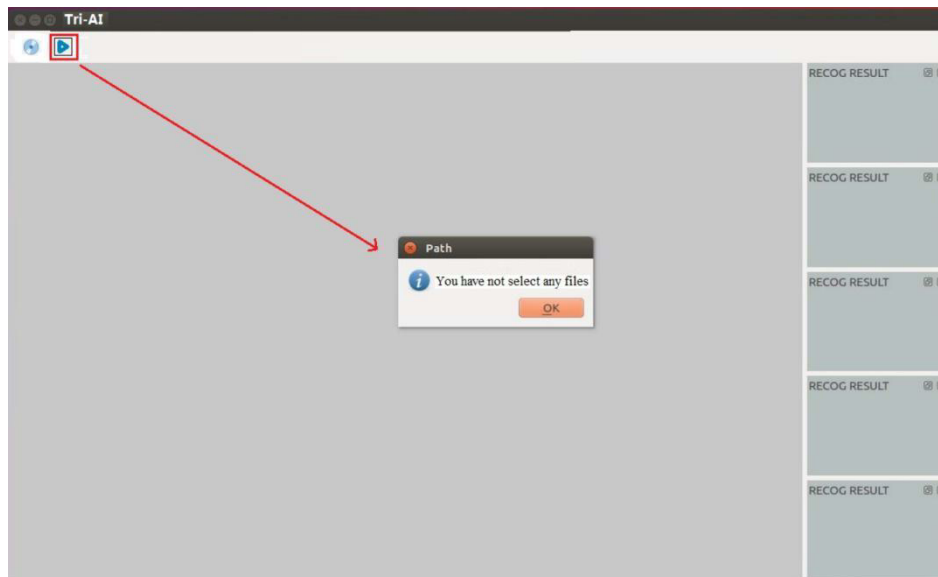 Tri-AI
RECOG RESULT
RECOG RESULT
Path
You have not select any files
OK
RECOG RESULT
RECOG RESULT
RECOG RESULT